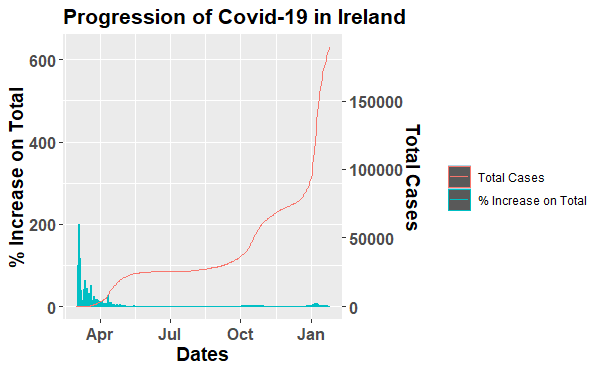 Progression of Covid-19 in Ireland
% Increase on Total
600
400
200
0
150000
100000
50000
0
Total Cases
Apr Jul Oct Jan
Dates
Total Cases
% Increase on Total